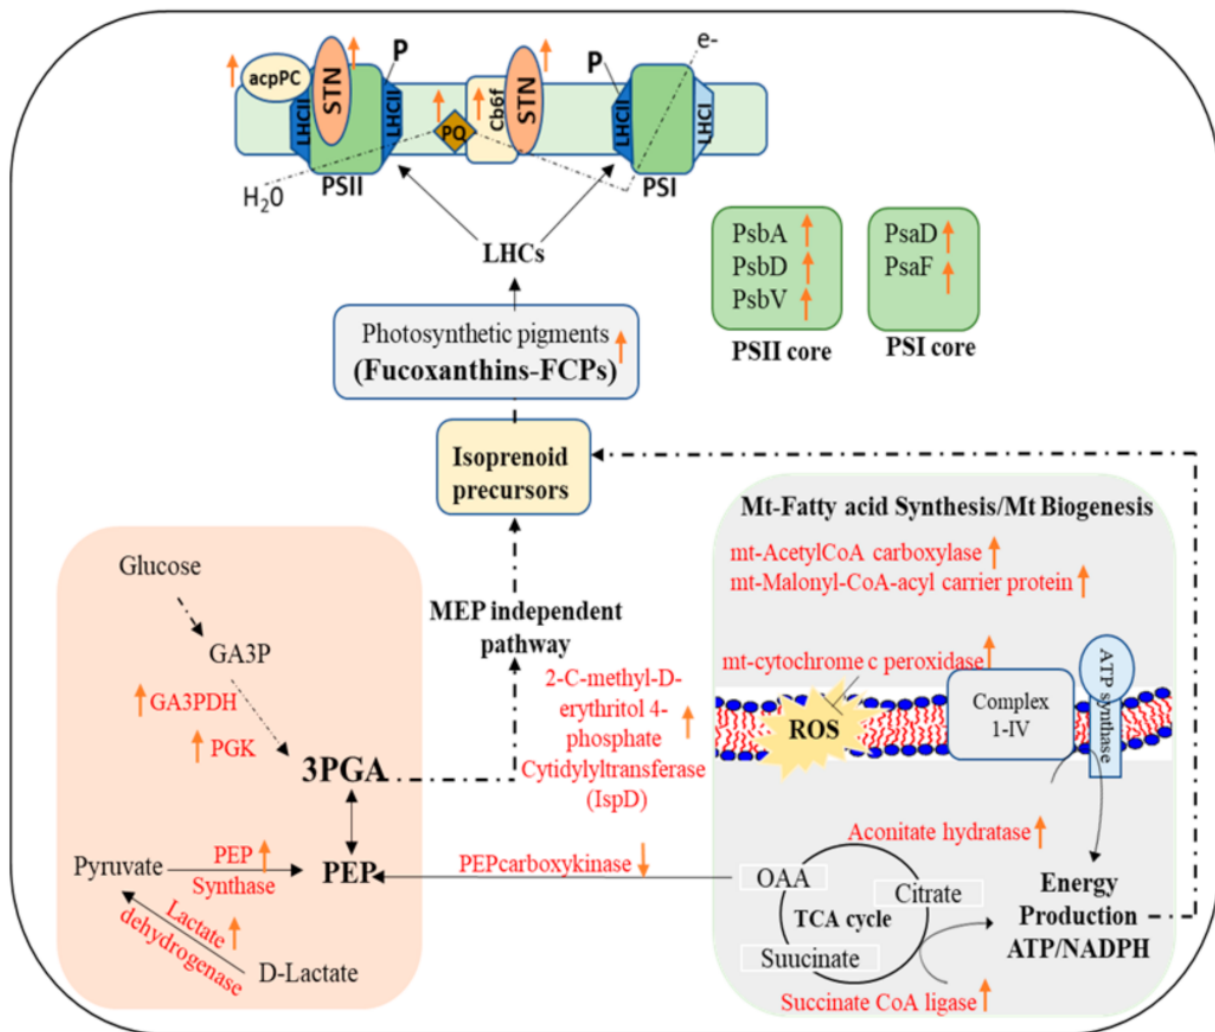 P
P
e-
acpPC
STN
STN
LHCII
LHCII
Cb6f
PQ
LHCII
LHCI
H20
PSII
PSI
LHCs
PsbA
PsbD
PsbV
PSII core
PsaD
PsaF
PSI core
Photosynthetic pigments
(Fucoxanthins-FCPs)
Isoprenoid
precursors
MEP independent
pathway
2-C-methyl-D-
erythritol 4-
phosphate
Cytidylyltransferase
(IspD)
Glucose
GA3P
GA3PDH
PGK
3PGA
Pyruvate
PEP
Synthase
PEP
Lactate
dehydrogenase
D-Lactate
PEPcarboxykinase
Mt-Fatty acid Synthesis/Mt Biogenesis
mt-AcetylCoA carboxylase
mt-Malonyl-CoA-acyl carrier protein
mt-cytochrome c peroxidase
ROS
Complex
1-IV
ATP synthase
Aconitate hydratase
OAA
Citrate
TCA cycle
Suucinate
Succinate CoA ligase
Energy
Production
ATP/NADPH